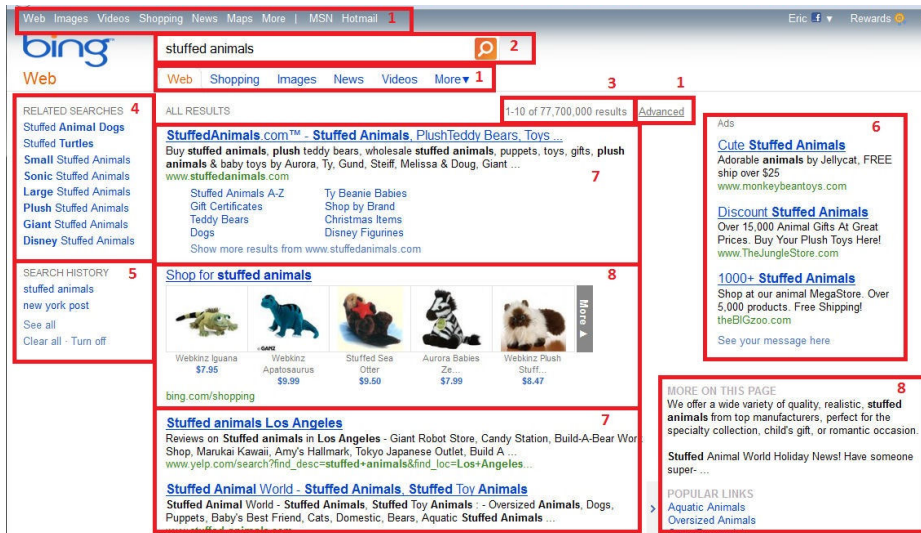 Web Images Videos Shopping News Maps More | MSN Hotmail 1
Eric f ▼ Rewards
bing
stuffed animals
2
Web
Web Shopping Images News Videos More▼ 1
3
1
RELATED SEARCHES 4
Stuffed Animal Dogs
Stuffed Turtles
Small Stuffed Animals
Sonic Stuffed Animals
Large Stuffed Animals
Plush Stuffed Animals
Giant Stuffed Animals
Disney Stuffed Animals
SEARCH HISTORY 5
stuffed animals
new york post
See all
Clear all · Turn off
ALL RESULTS
1-10 of 77,700,000 results
Advanced
StuffedAnimals.com™ - Stuffed Animals, PlushTeddy Bears, Toys ...
Buy stuffed animals, plush teddy bears, wholesale stuffed animals, puppets, toys, gifts, plush
animals & baby toys by Aurora, Ty, Gund, Steiff, Melissa & Doug, Giant ...
www.stuffedanimals.com
7
Stuffed Animals A-Z Ty Beanie Babies
Gift Certificates Shop by Brand
Teddy Bears Christmas Items
Dogs Disney Figurines
Show more results from www.stuffedanimals.com
Shop for stuffed animals
8
More ▲
GANZ
Webkinz Iguana
$7.95
Webkinz
Apatosaurus
$9.99
Stuffed Sea
Otter
$9.50
Aurora Babies
Ze...
$7.99
Webkinz Plush
Stuff...
$8.47
bing.com/shopping
7
Stuffed animals Los Angeles
Reviews on Stuffed animals in Los Angeles - Giant Robot Store, Candy Station, Build-A-Bear Work
Shop, Marukai Kawaii, Amy's Hallmark, Tokyo Japanese Outlet, Build A ...
www.yelp.com/search?find_desc=stuffed+animals&find_loc=Los+Angeles...
Stuffed Animal World - Stuffed Animals, Stuffed Toy Animals
Stuffed Animal World - Stuffed Animals, Stuffed Toy Animals : - Oversized Animals, Dogs,
Puppets, Baby's Best Friend, Cats, Domestic, Bears, Aquatic Stuffed Animals ...
Ads
6
Cute Stuffed Animals
Adorable animals by Jellycat, FREE
ship over $25
www.monkeybeantoys.com
Discount Stuffed Animals
Over 15,000 Animal Gifts At Great
Prices. Buy Your Plush Toys Here!
www.TheJungleStore.com
1000+ Stuffed Animals
Shop at our animal MegaStore. Over
5,000 products. Free Shipping!
theBIGzoo.com
See your message here
8
MORE ON THIS PAGE
We offer a wide variety of quality, realistic, stuffed
animals from top manufacturers, perfect for the
specialty collection, child's gift, or romantic occasion.
Stuffed Animal World Holiday News! Have someone
super- ...
POPULAR LINKS
Aquatic Animals
Oversized Animals